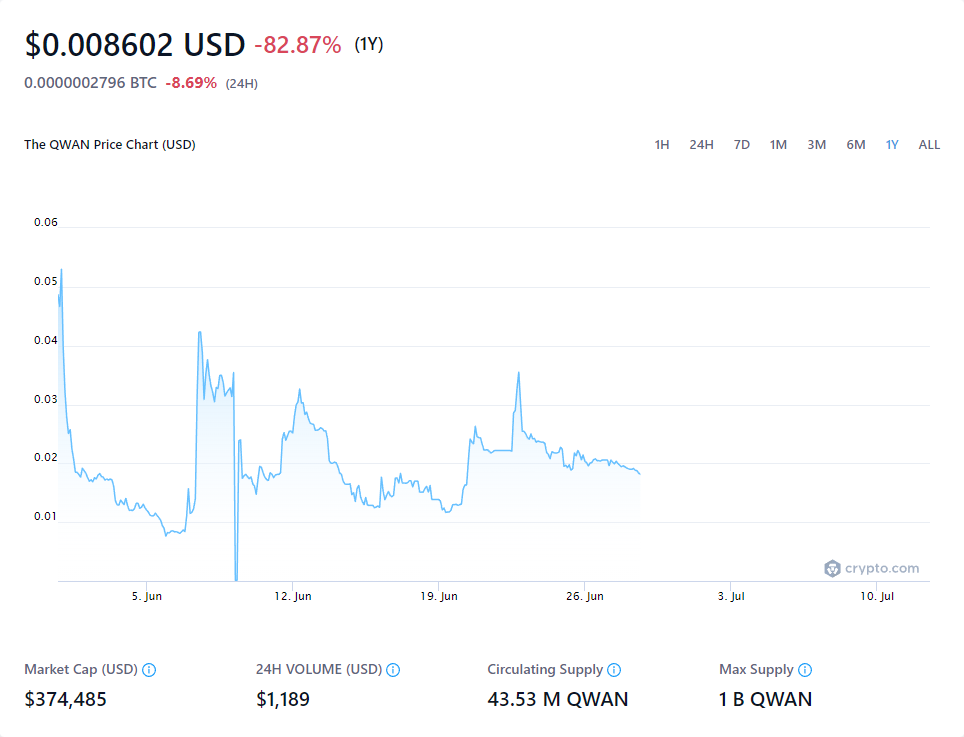 $0.008602 USD -82.87% (1Y)
0.0000002796 BTC -8.69% (24H)
The QWAN Price Chart (USD) 1H 24H 7D 1M 3M 6M 1Y ALL
0.06
0.05
0.04
0.03
0.02
0.01
crypto.com
5. Jun 12. Jun 19. Jun 26. Jun 3. Jul 10. Jul
Market Cap (USD) 24H VOLUME (USD) Circulating Supply Max Supply
$374,485 $1,189 43.53 M QWAN 1 B QWAN